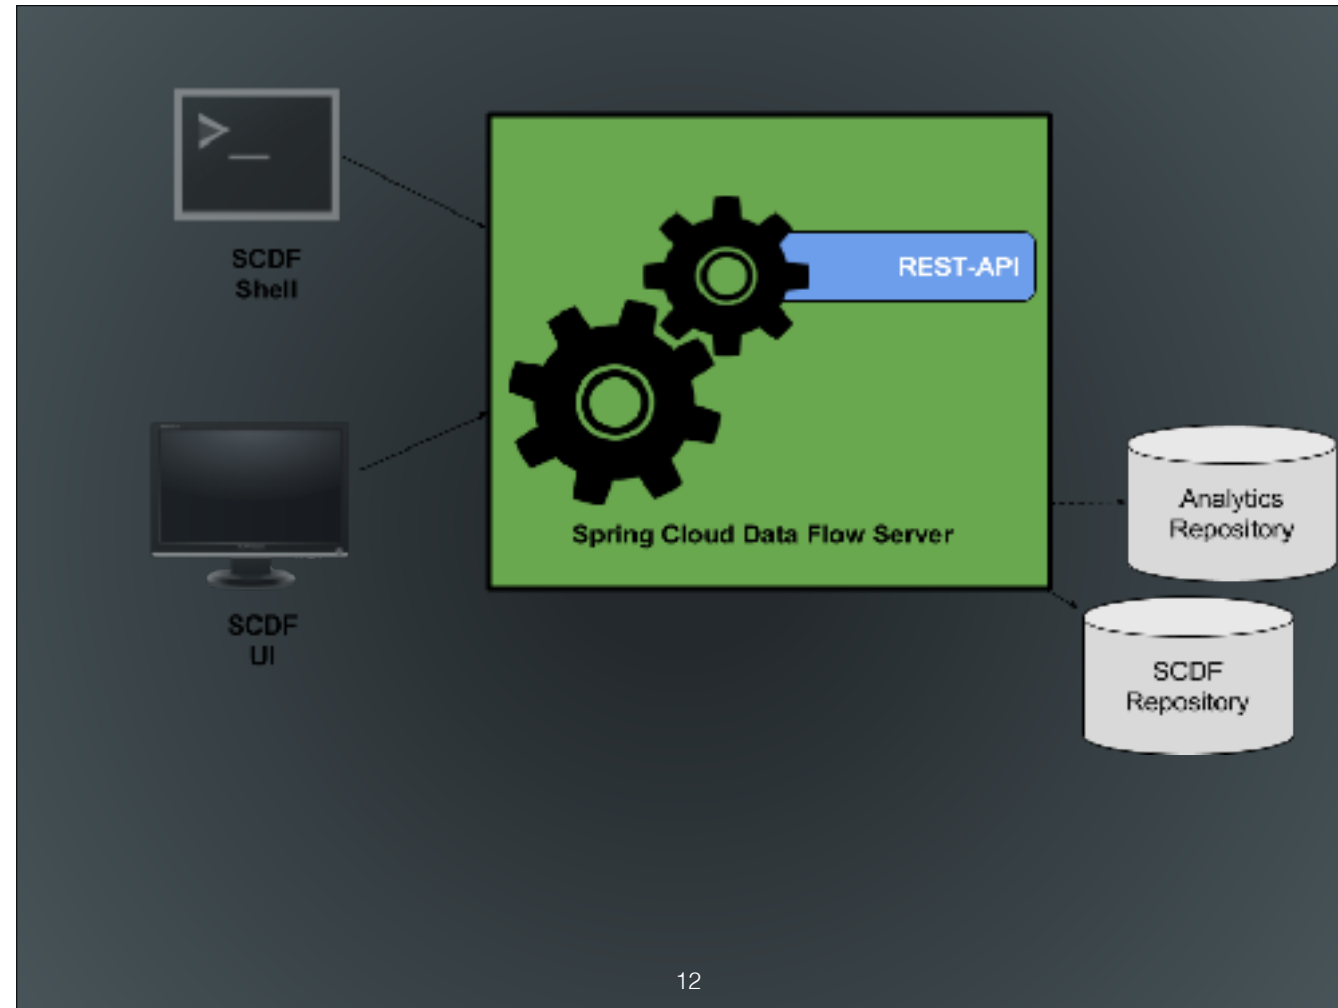 >_
SCDF
Shell
REST-API
Spring Cloud Data Flow Server
SCDF
UI
Analytics
Repository
SCDF
Repository
12